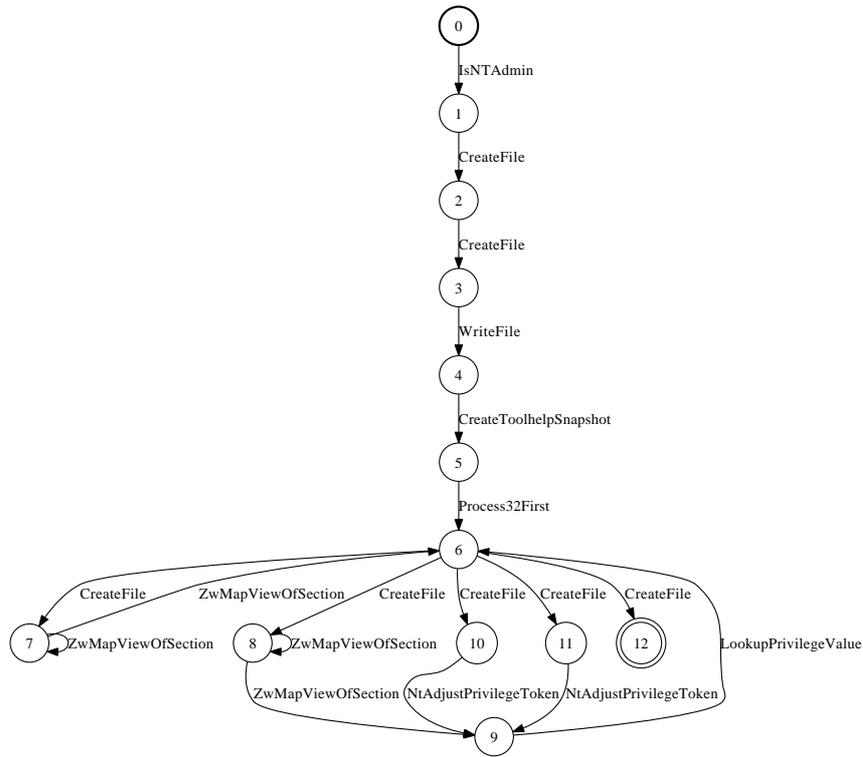 0
IsNTAdmin
1
CreateFile
2
CreateFile
3
WriteFile
4
CreateToolhelpSnapshot
5
Process32First
6
CreateFile
ZwMapViewOfSection
CreateFile
CreateFile
CreateFile
CreateFile
7
ZwMapViewOfSection
8
ZwMapViewOfSection
10
11
12
LookupPrivilegeValue
ZwMapViewOfSection
NtAdjustPrivilegeToken
NtAdjustPrivilegeToken
9